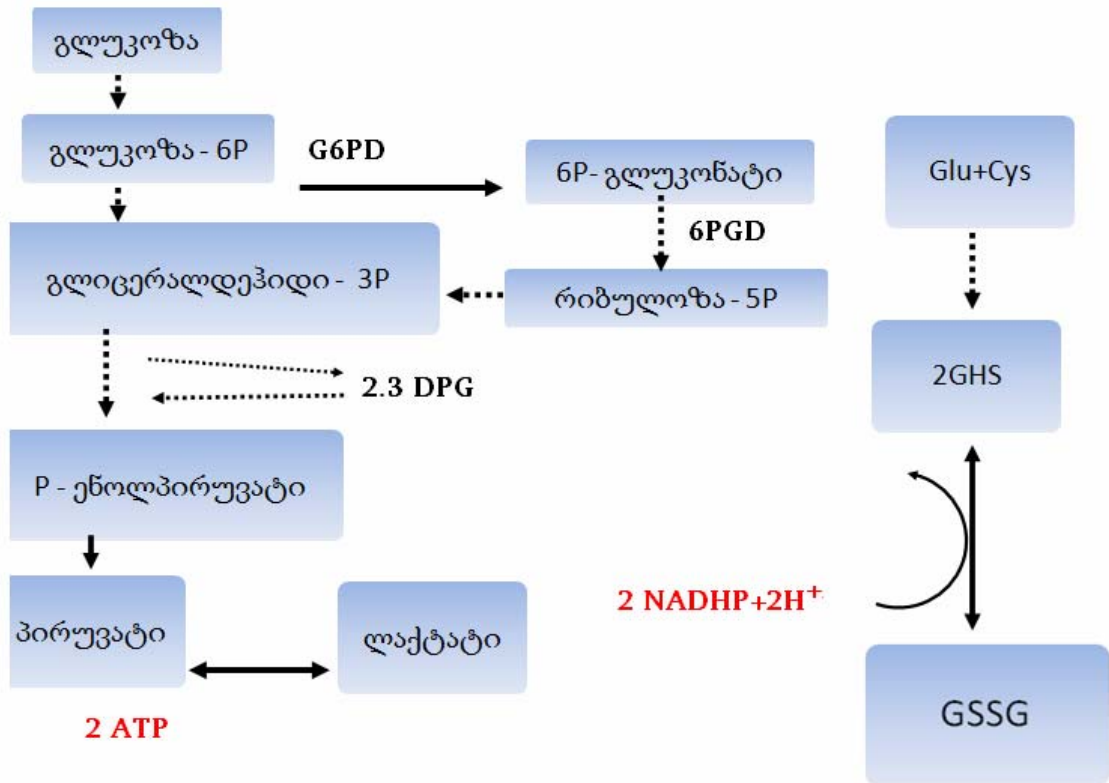 გლუკოზა
გლუკოზა - 6P
G6PD
6P- გლუკონატი
6PGD
გლიცერალდეჰიდი - 3P
რიბულოზა - 5P
2.3 DPG
P - ენოლპირუვატი
პირუვატი
ლაქტატი
2 ATP
Glu+Cys
2GHS
2 NADHP+2H⁺
GSSG